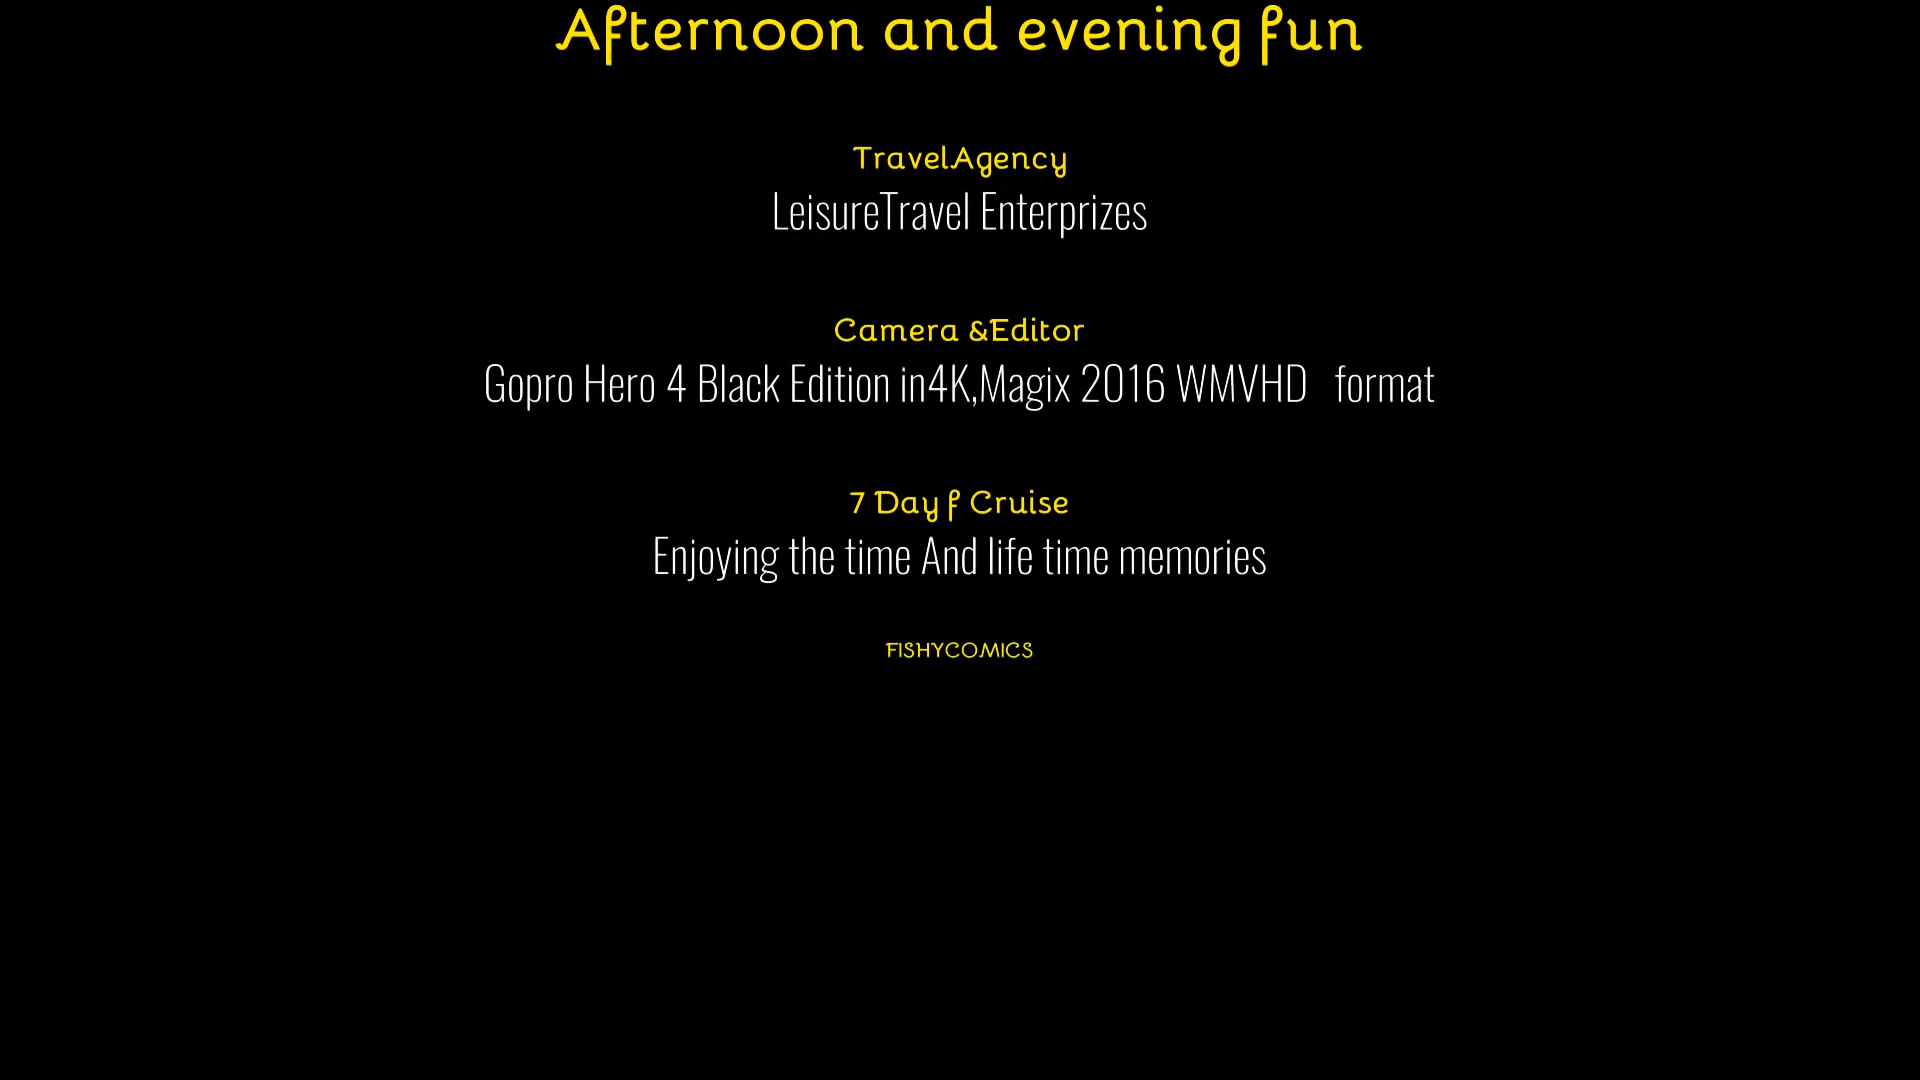 Afternoon and evening fun
TravelAgency
LeisureTravel Enterprizes
Camera &Editor
Gopro Hero 4 Black Edition in4K,Magix 2016 WMVHD format
7 Day f Cruise
Enjoying the time And life time memories
FISHYCOMICS